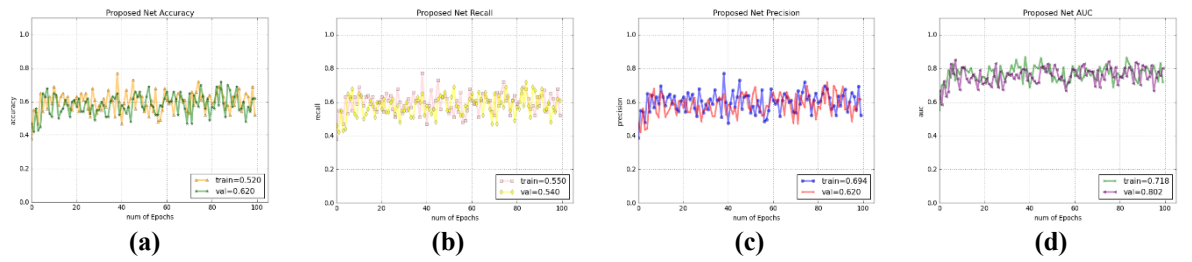 Proposed Net Accuracy
1.0
0.8
0.6
0.4
0.2
0.0
accuracy
0 20 40 60 80 100
num of Epochs
train=0.520
val=0.620
(a)
Proposed Net Recall
1.0
0.8
0.6
0.4
0.2
0.0
recall
0 20 40 60 80 100
num of Epochs
train=0.550
val=0.540
(b)
Proposed Net Precision
1.0
0.8
0.6
0.4
0.2
0.0
precision
0 20 40 60 80 100
num of Epochs
train=0.694
val=0.620
(c)
Proposed Net AUC
1.0
0.8
0.6
0.4
0.2
0.0
auc
0 20 40 60 80 100
num of Epochs
train=0.718
val=0.802
(d)